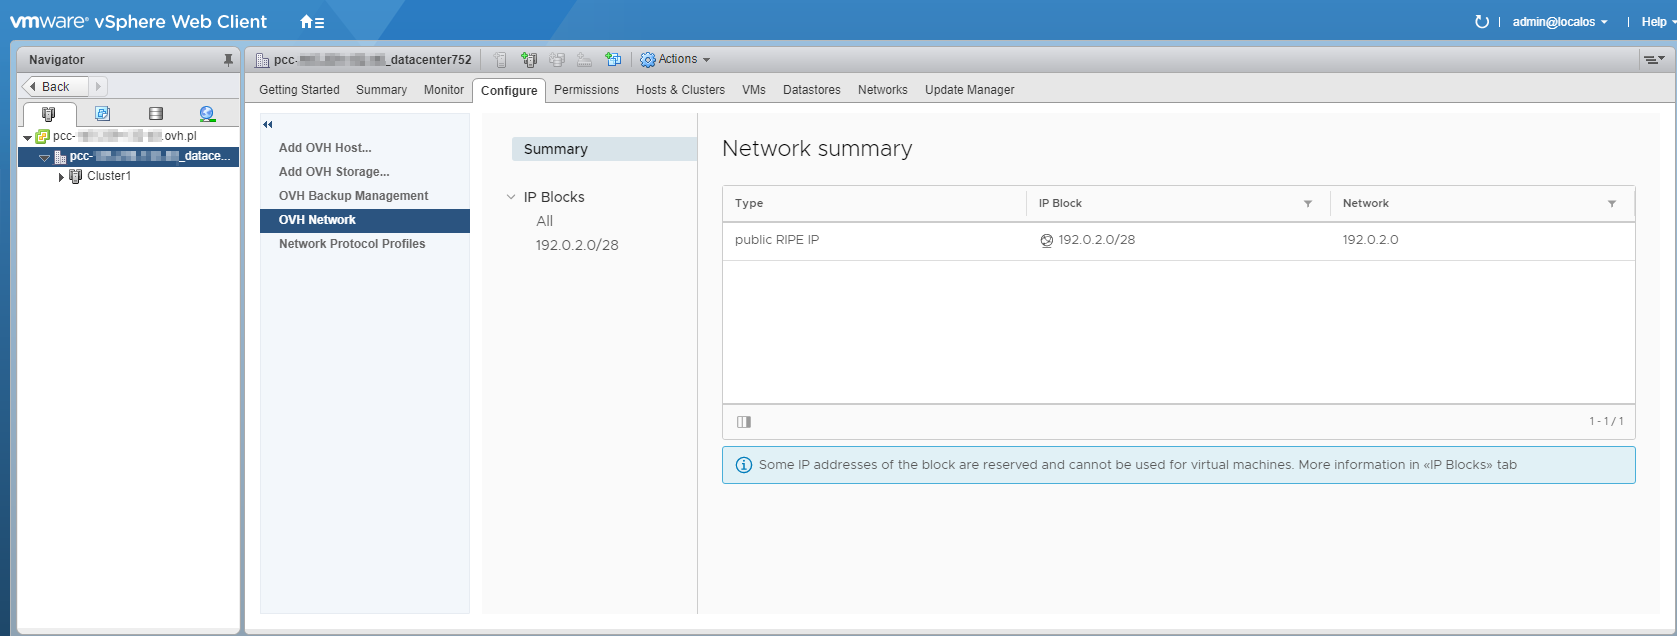 vmware® vSphere Web Client
admin@localos | Help
Navigator
Back
pcc-
.ovh.pl
pcc-
_datace...
Cluster1
pcc-
_datacenter752
Actions
Getting Started Summary Monitor Configure Permissions Hosts & Clusters VMs Datastores Networks Update Manager
Add OVH Host...
Add OVH Storage...
OVH Backup Management
OVH Network
Network Protocol Profiles
Summary
IP Blocks
All
192.0.2.0/28
Network summary
Type IP Block Network
public RIPE IP 192.0.2.0/28 192.0.2.0
1 - 1 / 1
Some IP addresses of the block are reserved and cannot be used for virtual machines. More information in «IP Blocks» tab